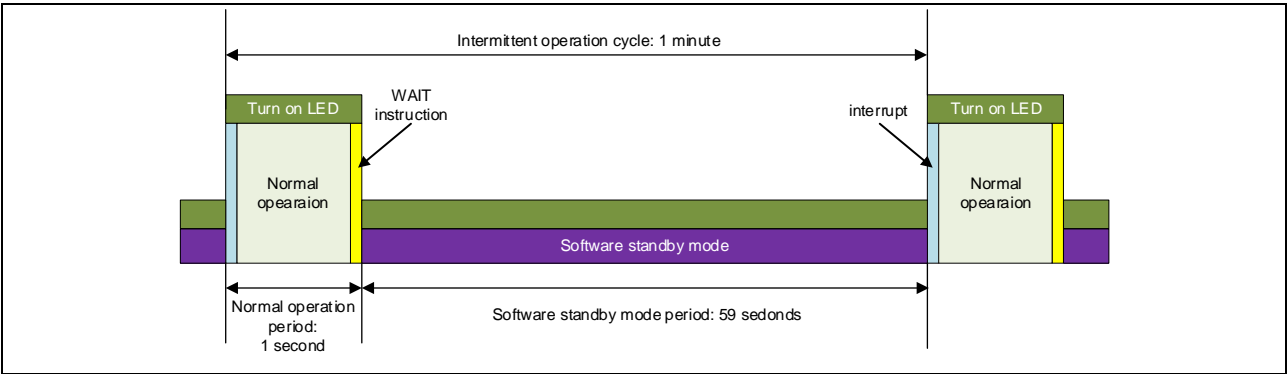 Intermittent operation cycle: 1 minute
Turn on LED
WAIT
instruction
interrupt
Turn on LED
Normal
opearaion
Normal
opearaion
Software standby mode
Normal operation
period:
1 second
Software standby mode period: 59 sedonds